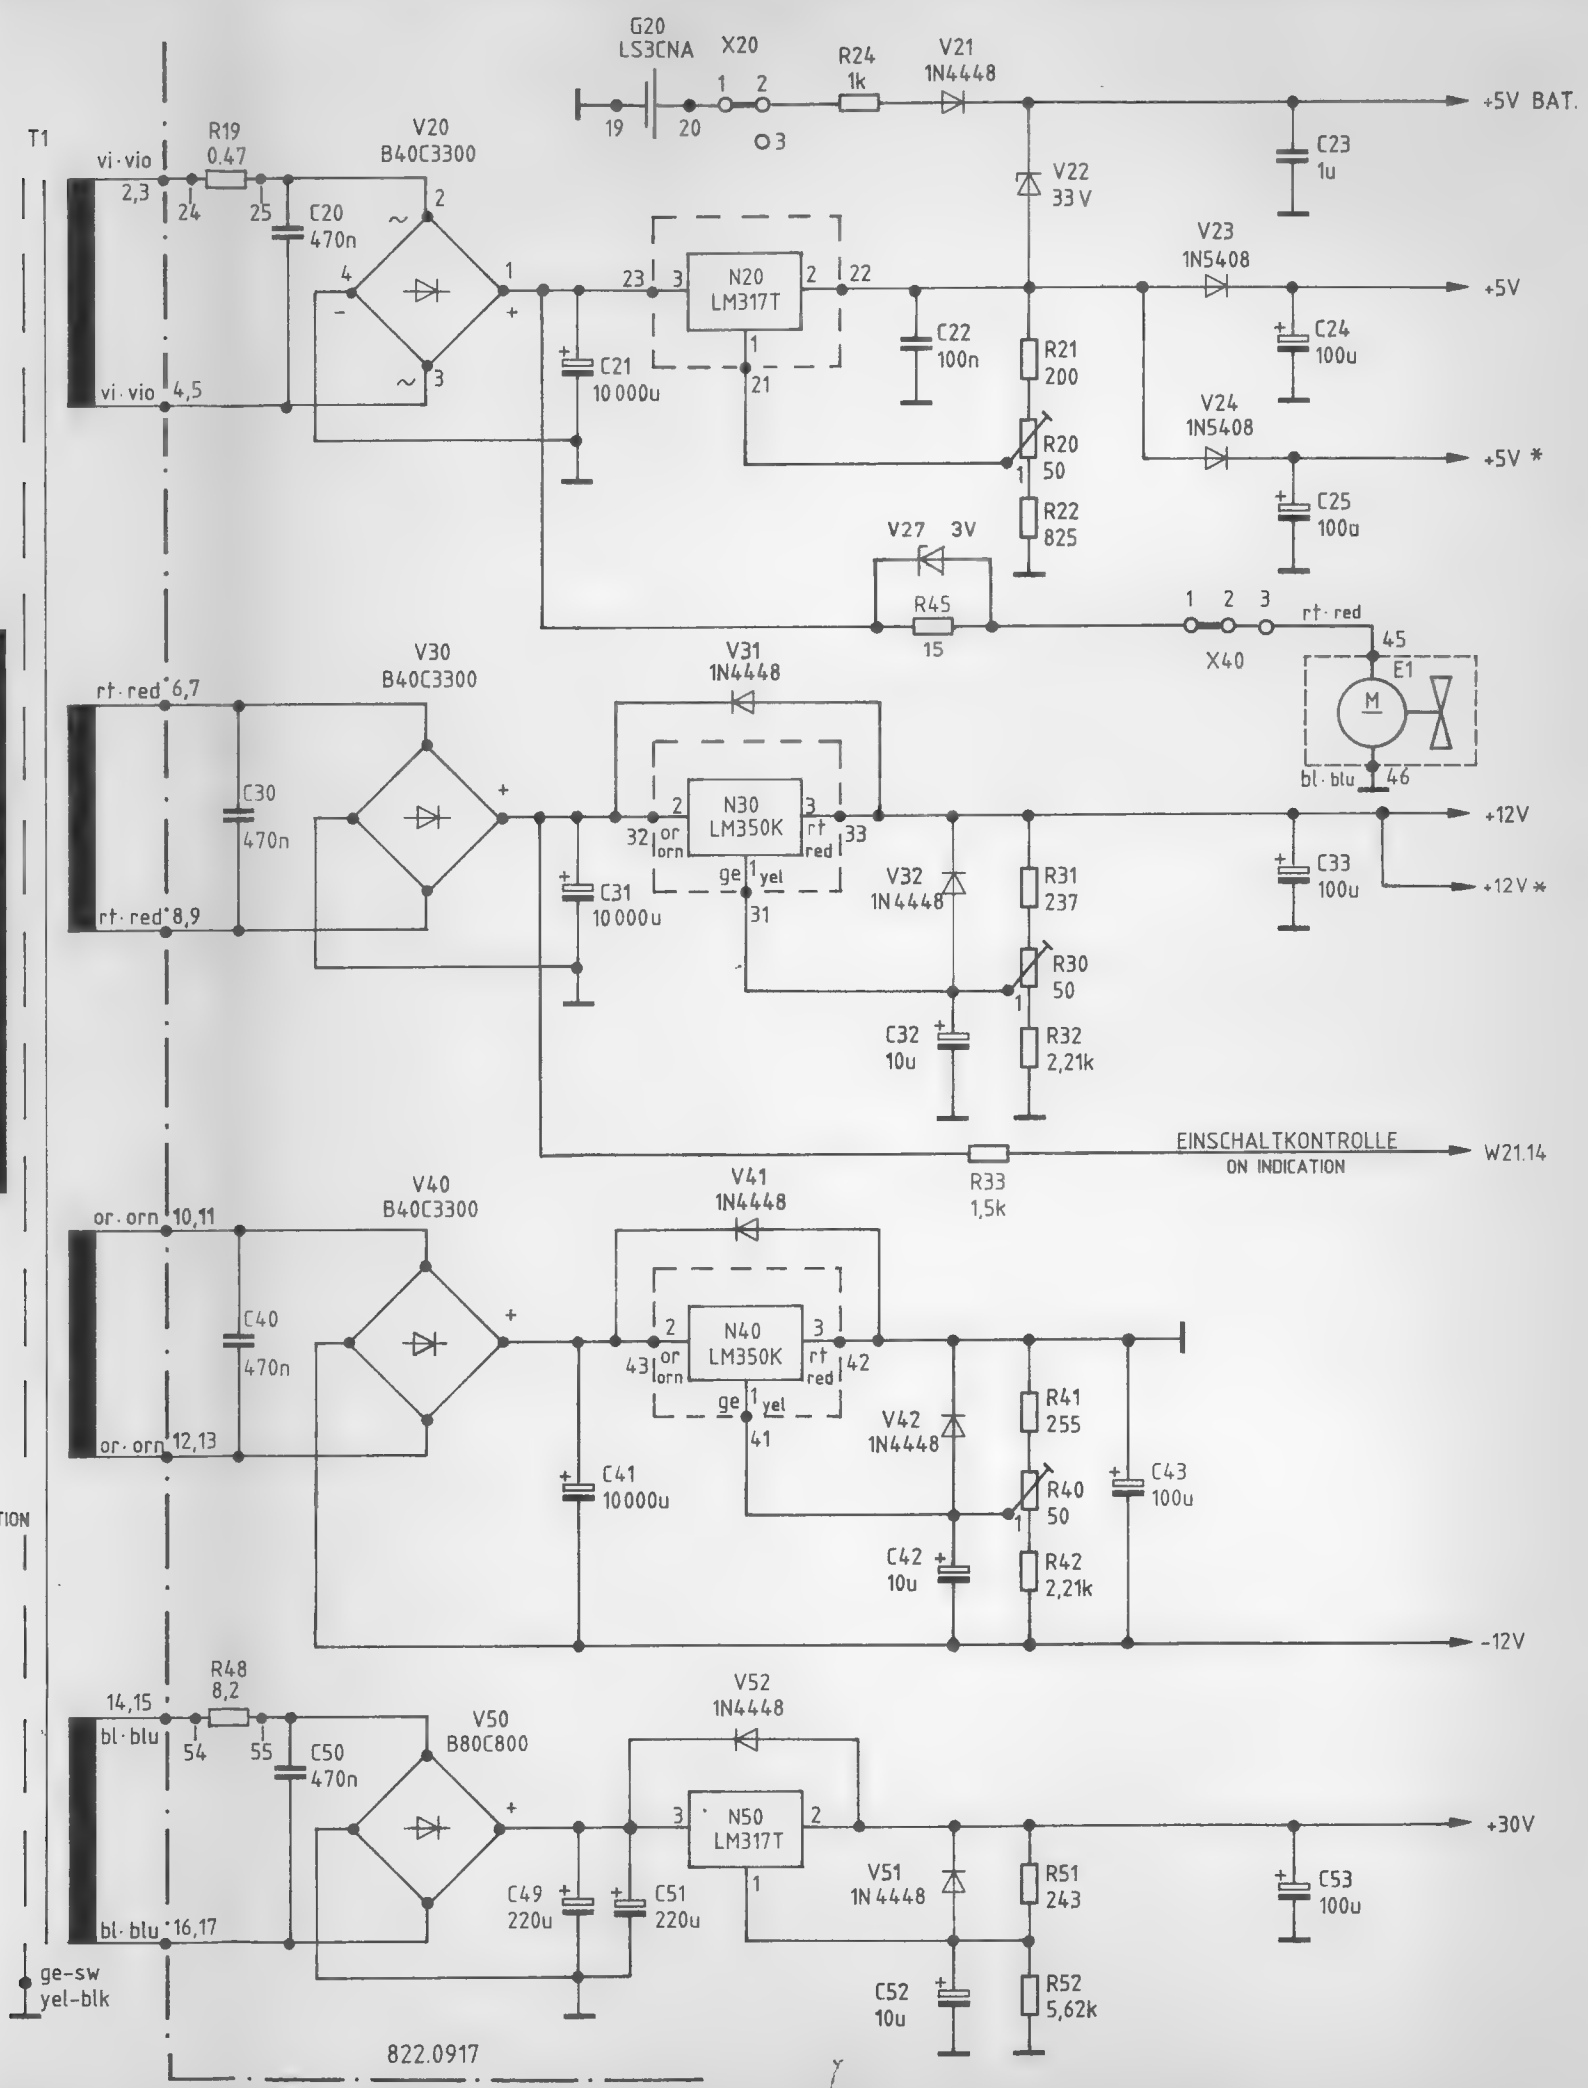 G20
LS3CNA
X20
1
2
3
19
20
R24
1k
V21
1N4448
+5V BAT.
T1
vi·vio
2,3
R19
0.47
24
25
C20
470n
V20
B40C3300
~
2
4
-
1
+
~
3
vi·vio 4,5
V22
33V
C23
1u
23
3
N20
LM317T
2
22
1
21
C21
+
10000u
C22
100n
R21
200
R20
50
1
R22
825
V23
1N5408
+5V
+
C24
100u
V24
1N5408
+5V *
+
C25
100u
V27 3V
R45
15
1 2 3
rt·red
X40
45
E1
M
bl·blu
46
V30
B40C3300
rt·red 6,7
C30
470n
rt·red 8,9
+
V31
1N4448
2
N30
LM350K
3
32
or
orn
rt
red
33
ge
1
yel
31
+
C31
10000u
V32
1N4448
R31
237
R30
50
1
R32
2,21k
+
C32
10u
+12V
+
C33
100u
+12V*
R33
1,5k
EINSCHALTKONTROLLE
ON INDICATION
W21.14
V40
B40C3300
or·orn 10,11
C40
470n
or·orn 12,13
+
V41
1N4448
2
N40
LM350K
3
43
or
orn
rt
red
42
ge
1
yel
41
+
C41
10000u
V42
1N4448
R41
255
R40
50
1
R42
2,21k
+
C42
10u
+
C43
100u
TION
-12V
14,15
bl·blu
R48
8,2
54
55
C50
470n
V50
B80C800
+
bl·blu 16,17
V52
1N4448
3
N50
LM317T
2
1
C49
220u
+
+
C51
220u
V51
1N4448
R51
243
R52
5,62k
+
C52
10u
+30V
+
C53
100u
ge-sw
yel-blk
822.0917